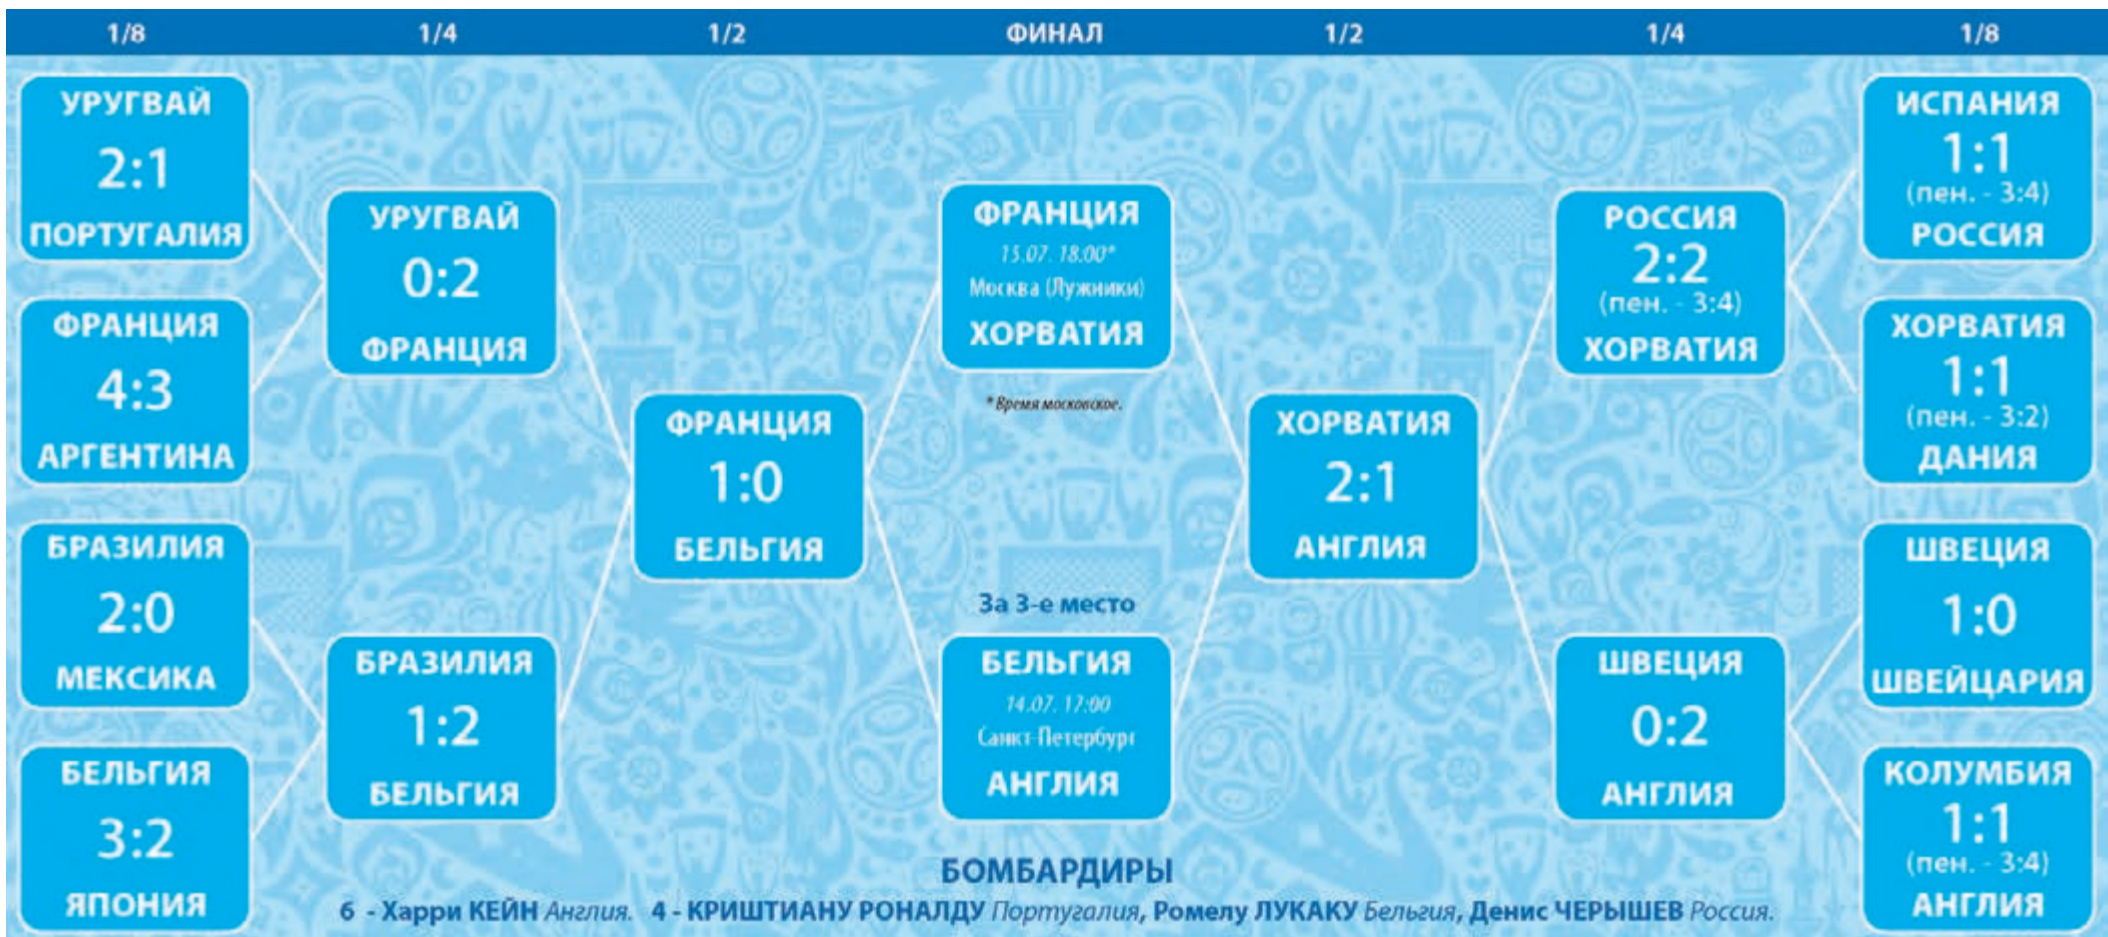 1/8 1/4 1/2 ФИНАЛ 1/2 1/4 1/8
УРУГВАЙ
2:1
ПОРТУГАЛИЯ
ФРАНЦИЯ
4:3
АРГЕНТИНА
БРАЗИЛИЯ
2:0
МЕКСИКА
БЕЛЬГИЯ
3:2
ЯПОНИЯ
УРУГВАЙ
0:2
ФРАНЦИЯ
БРАЗИЛИЯ
1:2
БЕЛЬГИЯ
ФРАНЦИЯ
1:0
БЕЛЬГИЯ
ФРАНЦИЯ
15.07. 18:00*
Москва (Лужники)
ХОРВАТИЯ
* Время московское.
За 3-е место
БЕЛЬГИЯ
14.07. 17:00
Санкт-Петербург
АНГЛИЯ
ХОРВАТИЯ
2:1
АНГЛИЯ
РОССИЯ
2:2
(пен. - 3:4)
ХОРВАТИЯ
ШВЕЦИЯ
0:2
АНГЛИЯ
ИСПАНИЯ
1:1
(пен. - 3:4)
РОССИЯ
ХОРВАТИЯ
1:1
(пен. - 3:2)
ДАНИЯ
ШВЕЦИЯ
1:0
ШВЕЙЦАРИЯ
КОЛУМБИЯ
1:1
(пен. - 3:4)
АНГЛИЯ
БОМБАРДИРЫ
6 - Харри КЕЙН Англия. 4 - КРИШТИАНУ РОНАЛДУ Португалия, Ромелу ЛУКАКУ Бельгия, Денис ЧЕРЫШЕВ Россия.